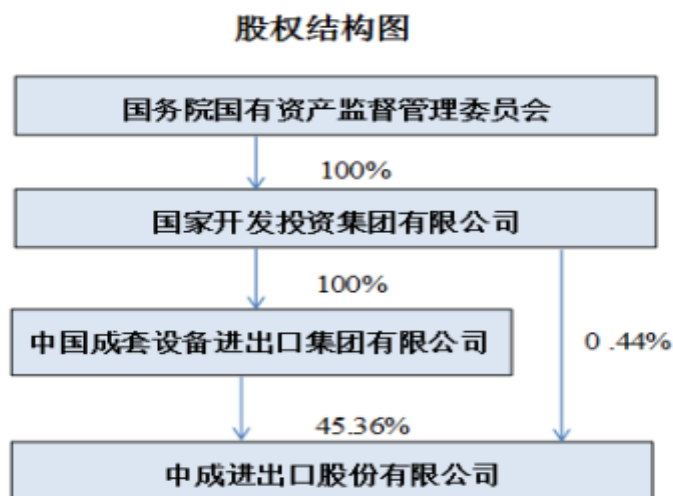 股权结构图
国务院国有资产监督管理委员会
100%
国家开发投资集团有限公司
100%
中国成套设备进出口集团有限公司
0 .44%
45.36%
中成进出口股份有限公司